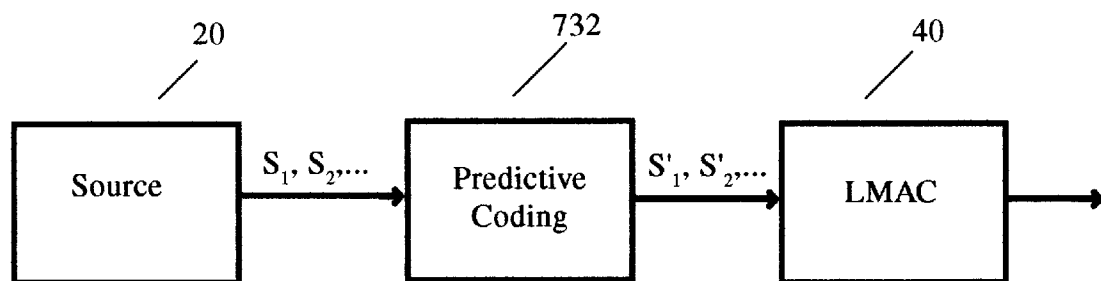 20
732
40
Source
S₁, S₂,...
Predictive
Coding
S'₁, S'₂,...
LMAC